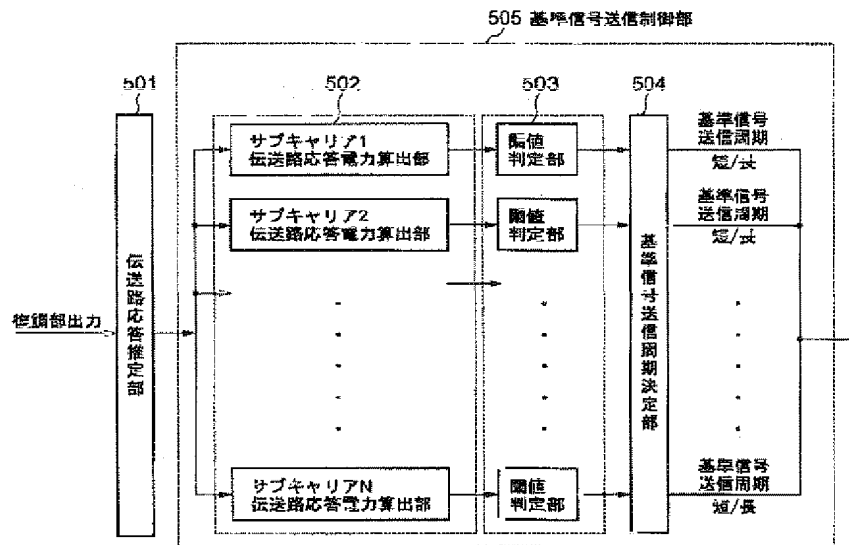 505 基準信号送信制御部
501
502
503
504
サブキャリア1
伝送路応答電力算出部
閾値
判定部
基準信号
送信周期
短/長
サブキャリア2
伝送路応答電力算出部
閾値
判定部
基準信号
送信周期
短/長
部出力
伝送路応答推定部
基準信号送信周期決定部
サブキャリアN
伝送路応答電力算出部
閾値
判定部
基準信号
送信周期
短/長